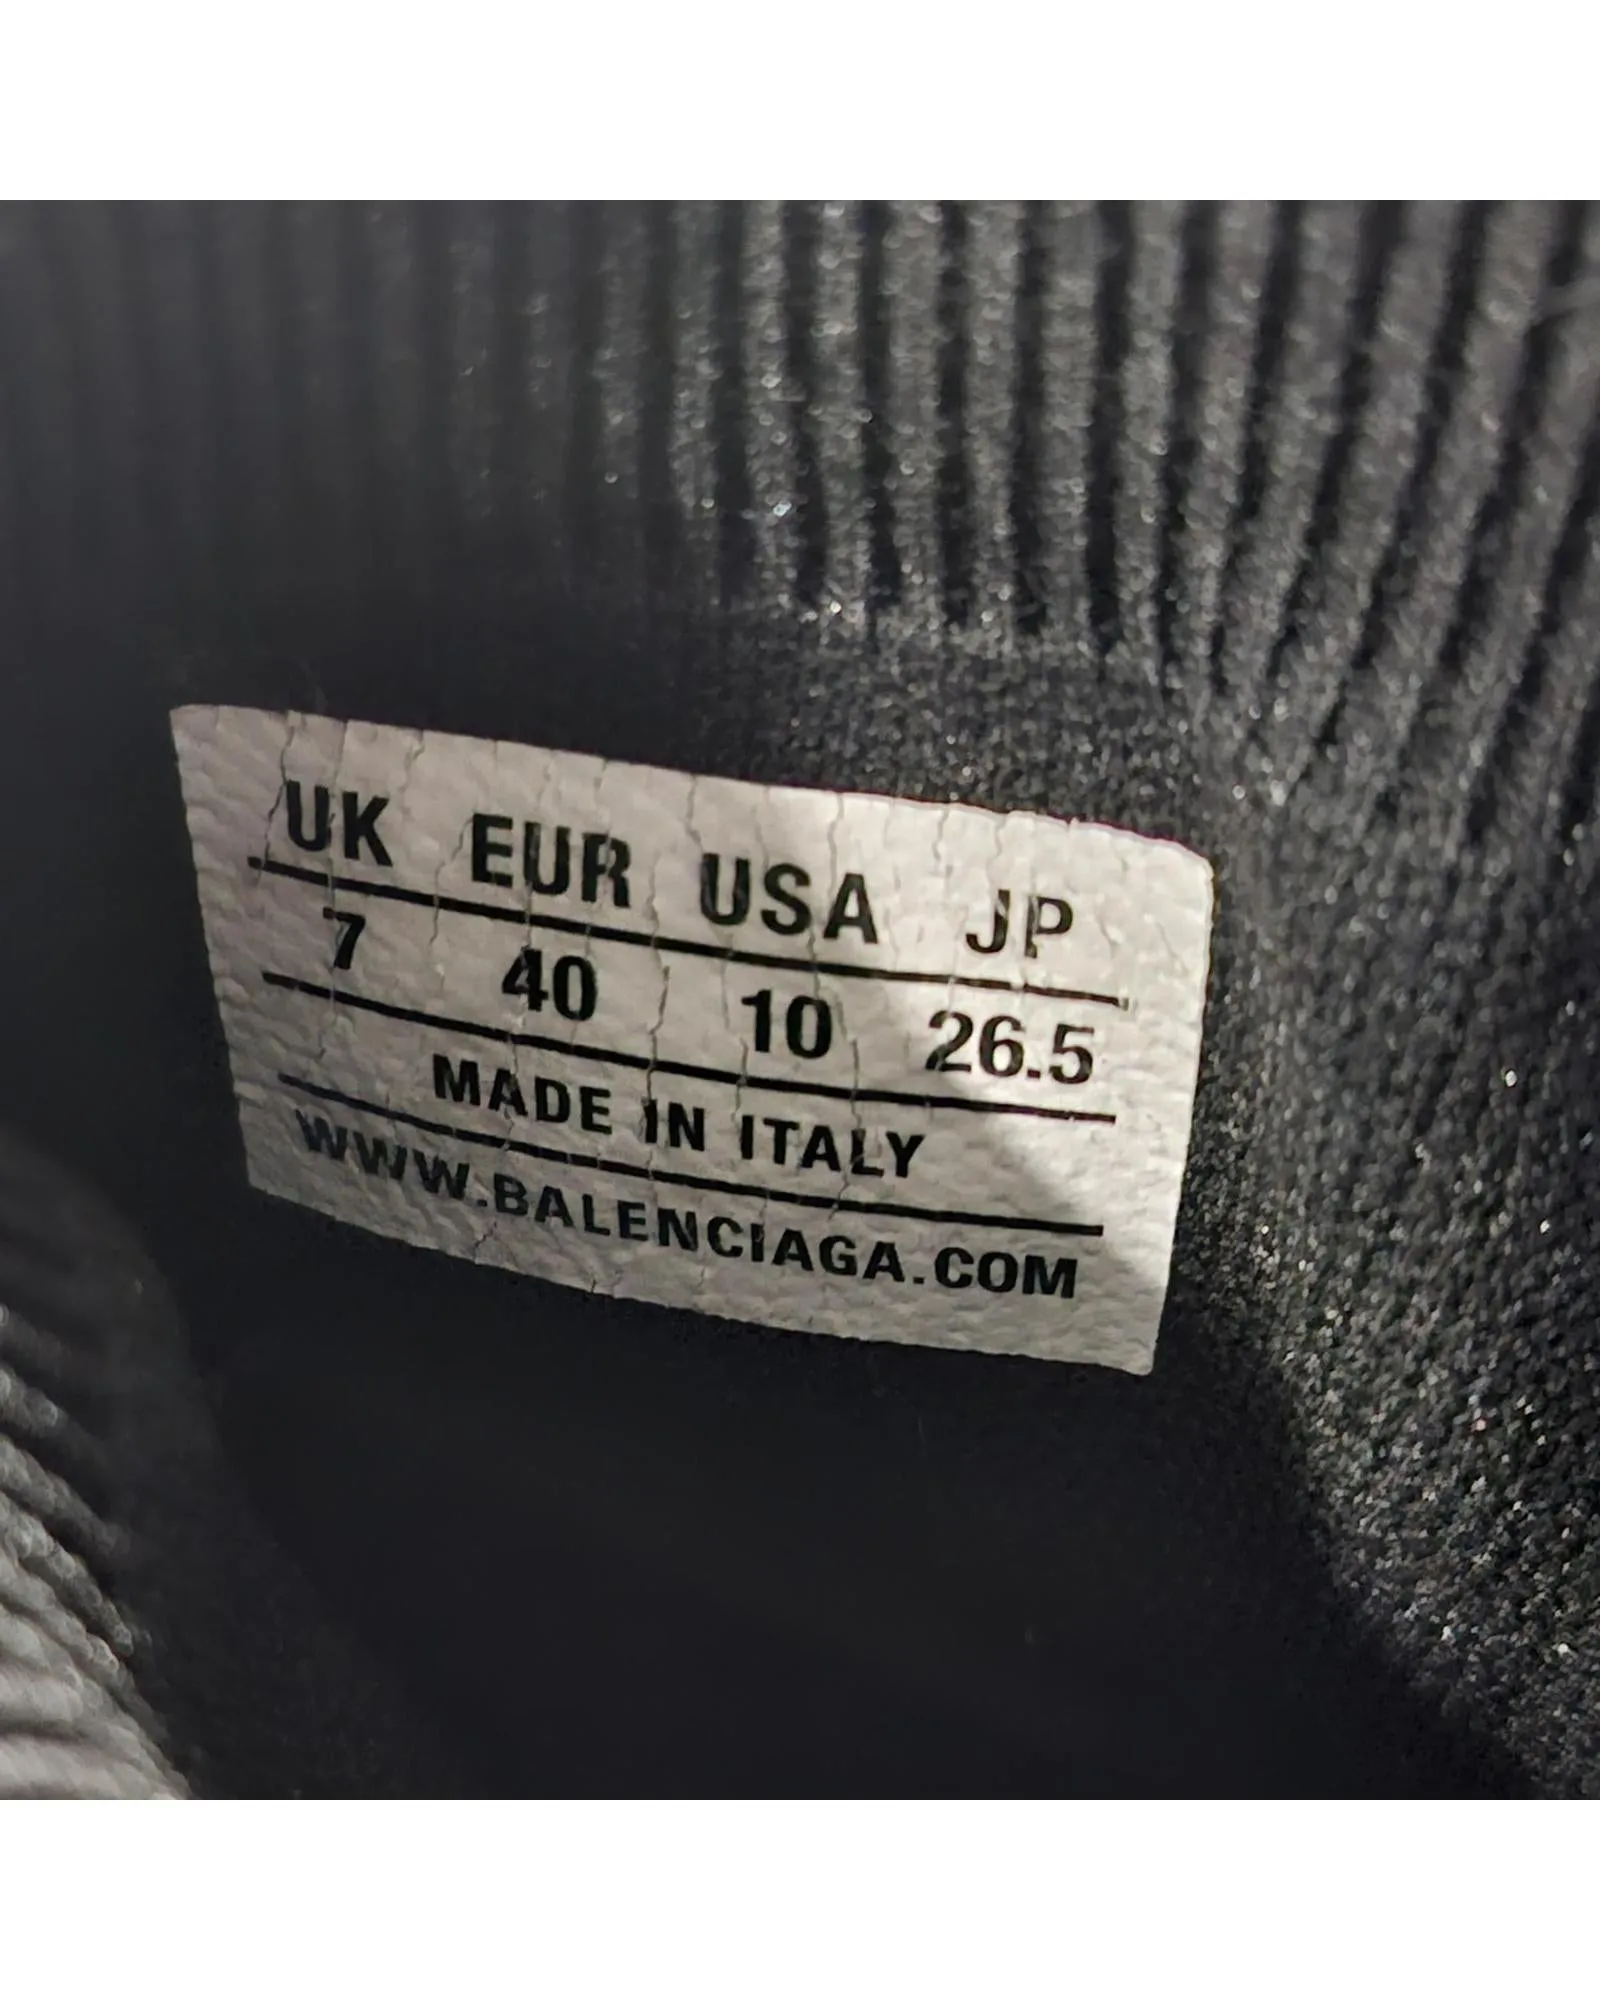 UK EUR USA JP
7 40 10 26.5
MADE IN ITALY
WWW.BALENCIAGA.COM